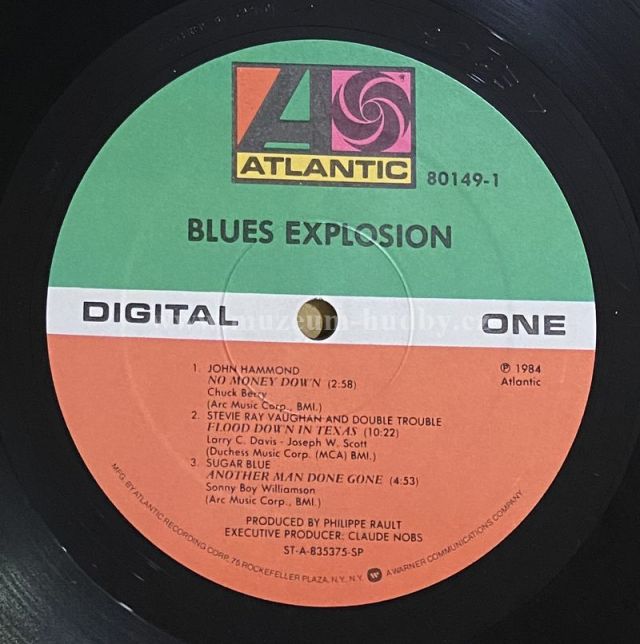 ATLANTIC
80149-1
BLUES EXPLOSION
DIGITAL
ONE
www.muzeum-hudby.cz
1. JOHN HAMMOND
NO MONEY DOWN (2:58)
Chuck Berry
(Arc Music Corp., BMI.)
℗ 1984
Atlantic
2. STEVIE RAY VAUGHAN AND DOUBLE TROUBLE
FLOOD DOWN IN TEXAS (10:22)
Larry C. Davis - Joseph W. Scott
(Duchess Music Corp. (MCA) BMI.)
3. SUGAR BLUE
ANOTHER MAN DONE GONE (4:53)
Sonny Boy Williamson
(Arc Music Corp., BMI.)
PRODUCED BY PHILIPPE RAULT
EXECUTIVE PRODUCER: CLAUDE NOBS
ST-A-835375-SP
MFG. BY ATLANTIC RECORDING CORP., 75 ROCKEFELLER PLAZA, N.Y., N.Y. W A WARNER COMMUNICATIONS COMPANY